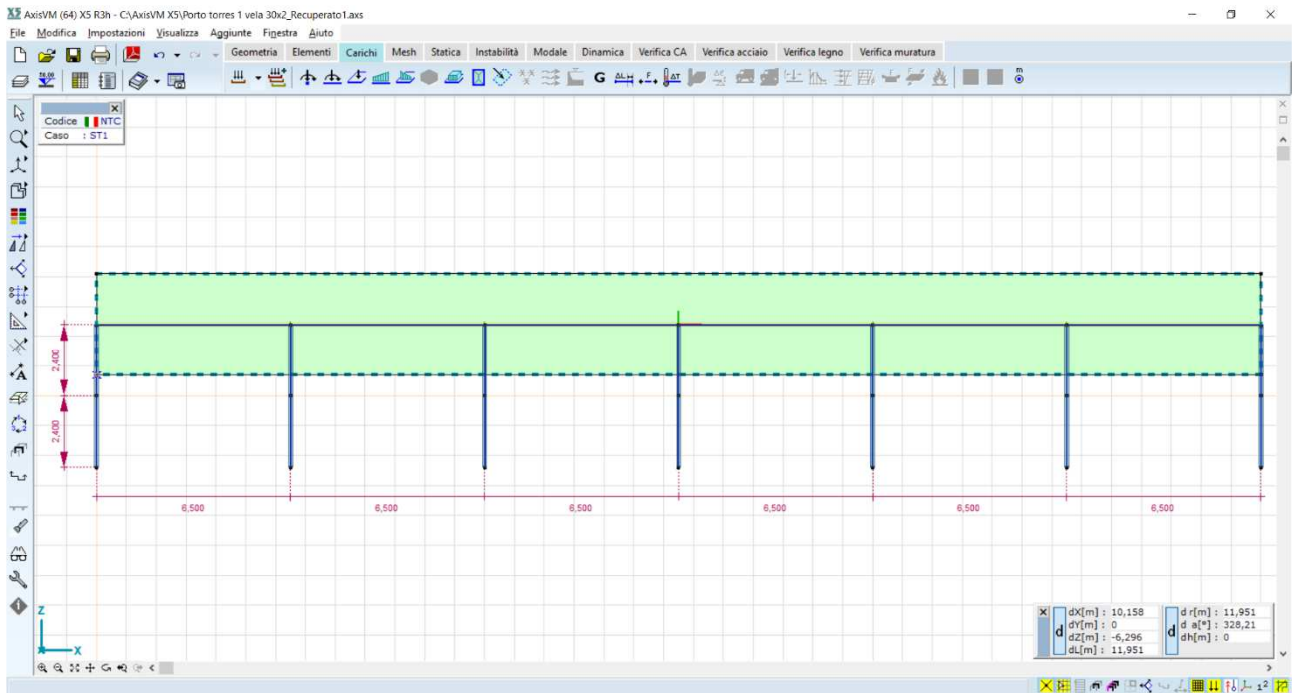 X5 AxisVM (64) X5 R3h - C:\AxisVM X5\Porto torres 1 vela 30x2_Recuperato1.axs
File Modifica Impostazioni Visualizza Aggiunte Finestra Aiuto
Geometria Elementi Carichi Mesh Statica Instabilità Modale Dinamica Verifica CA Verifica acciaio Verifica legno Verifica muratura
G
Codice NTC
Caso : ST1
2,400
2,400
6,500 6,500 6,500 6,500 6,500 6,500
Z
X
d
dX[m] : 10,158
dY[m] : 0
dZ[m] : -6,296
dL[m] : 11,951
d
d r[m] : 11,951
d a[°] : 328,21
dh[m] : 0